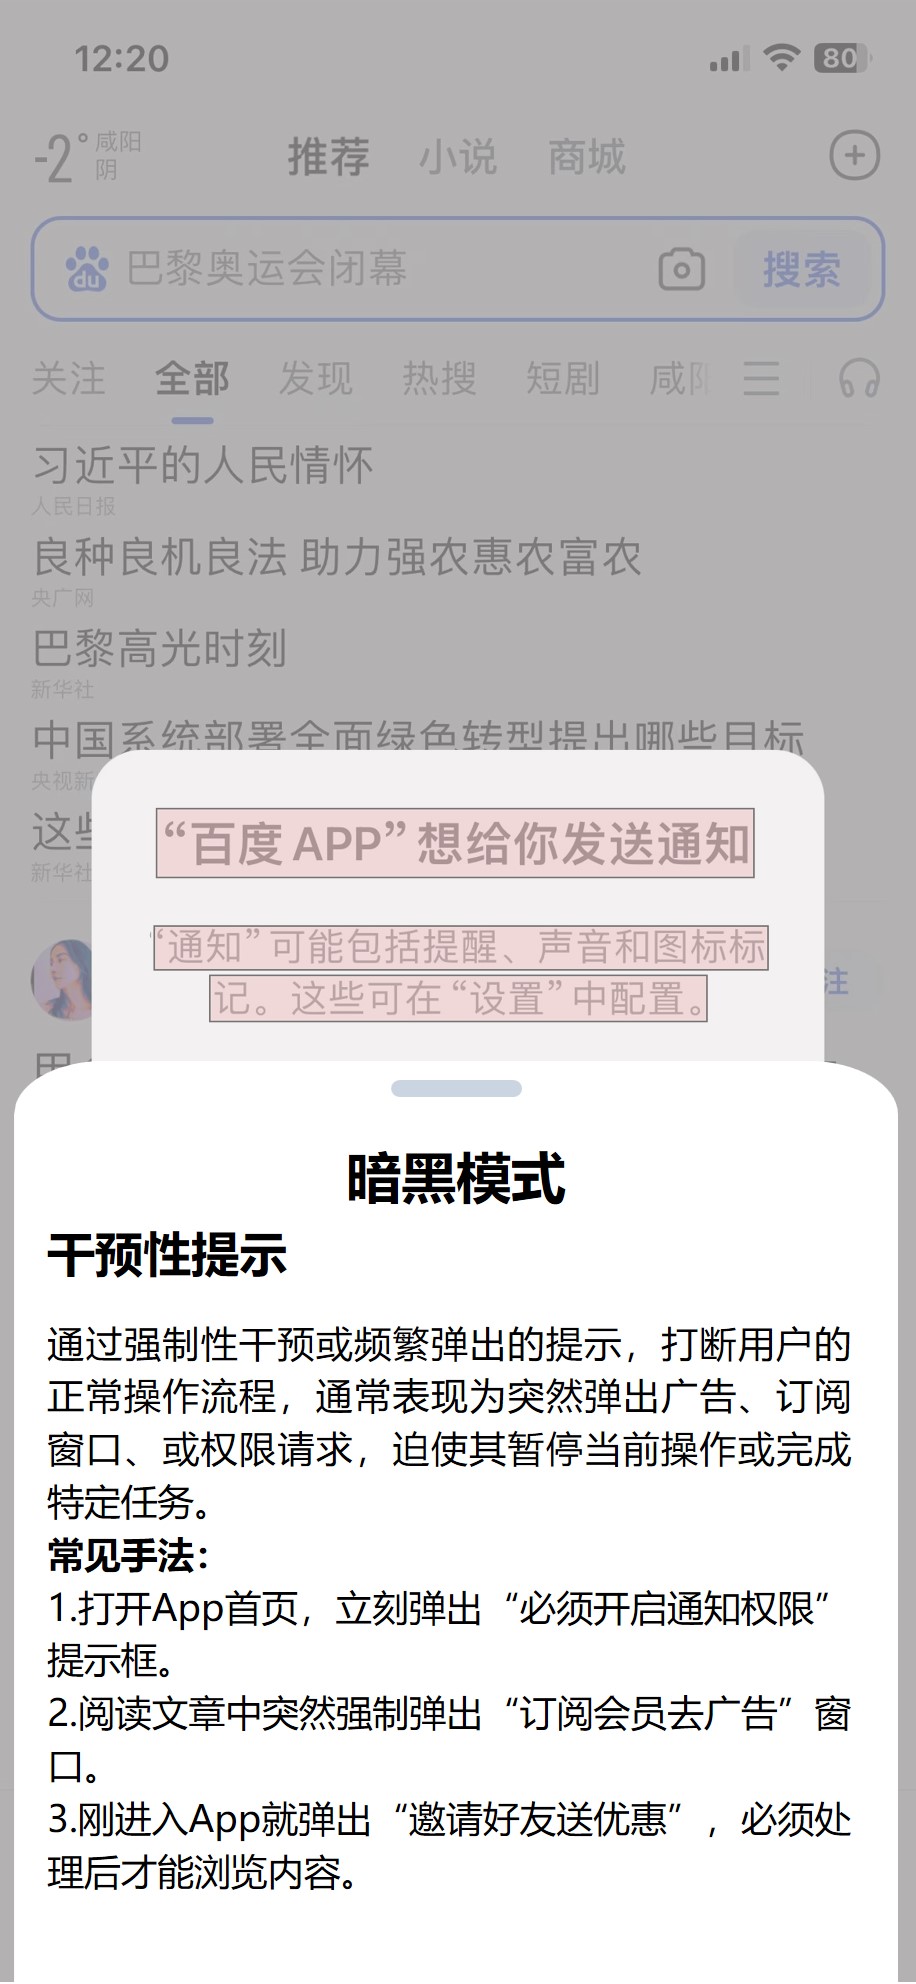 12:20
80
-2° 咸阳
阴
推荐 小说 商城
du 巴黎奥运会闭幕 搜索
关注 全部 发现 热搜 短剧 咸阳
习近平的人民情怀
人民日报
良种良机良法 助力强农惠农富农
央广网
巴黎高光时刻
新华社
中国系统部署全面绿色转型提出哪些目标
央视新
这些
新华社
“百度 APP” 想给你发送通知
“通知” 可能包括提醒、声音和图标标
记。这些可在 “设置” 中配置。
注
暗黑模式
干预性提示
通过强制性干预或频繁弹出的提示，打断用户的
正常操作流程，通常表现为突然弹出广告、订阅
窗口、或权限请求，迫使其暂停当前操作或完成
特定任务。
常见手法：
1.打开App首页，立刻弹出“必须开启通知权限”
提示框。
2.阅读文章中突然强制弹出“订阅会员去广告”窗
口。
3.刚进入App就弹出“邀请好友送优惠”，必须处
理后才能浏览内容。